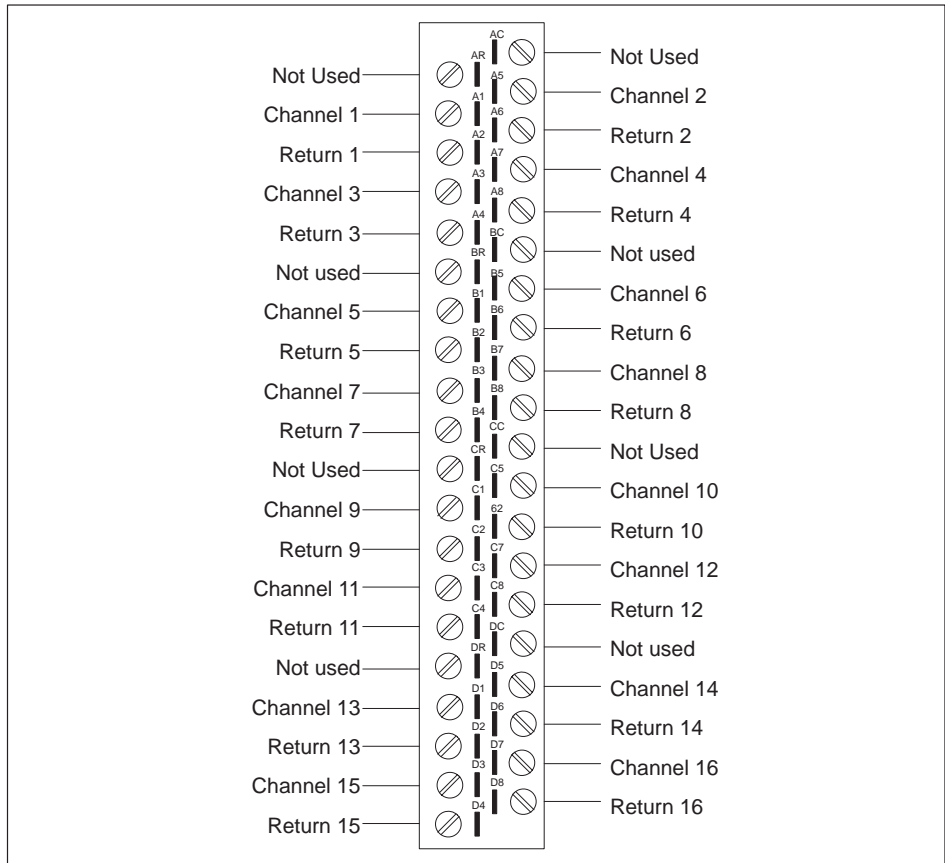 AC
Not Used
AR
Not Used
A5
Channel 2
A1
Channel 1
A6
Return 2
A2
Return 1
A7
Channel 4
A3
Channel 3
A8
Return 4
A4
Return 3
BC
Not used
BR
Not used
B5
Channel 6
B1
Channel 5
B6
Return 6
B2
Return 5
B7
Channel 8
B3
Channel 7
B8
Return 8
B4
Return 7
CC
Not Used
CR
Not Used
C5
Channel 10
C1
Channel 9
62
Return 10
C2
Return 9
C7
Channel 12
C3
Channel 11
C8
Return 12
C4
Return 11
DC
Not used
DR
Not used
D5
Channel 14
D1
Channel 13
D6
Return 14
D2
Return 13
D7
Channel 16
D3
Channel 15
D8
Return 16
D4
Return 15